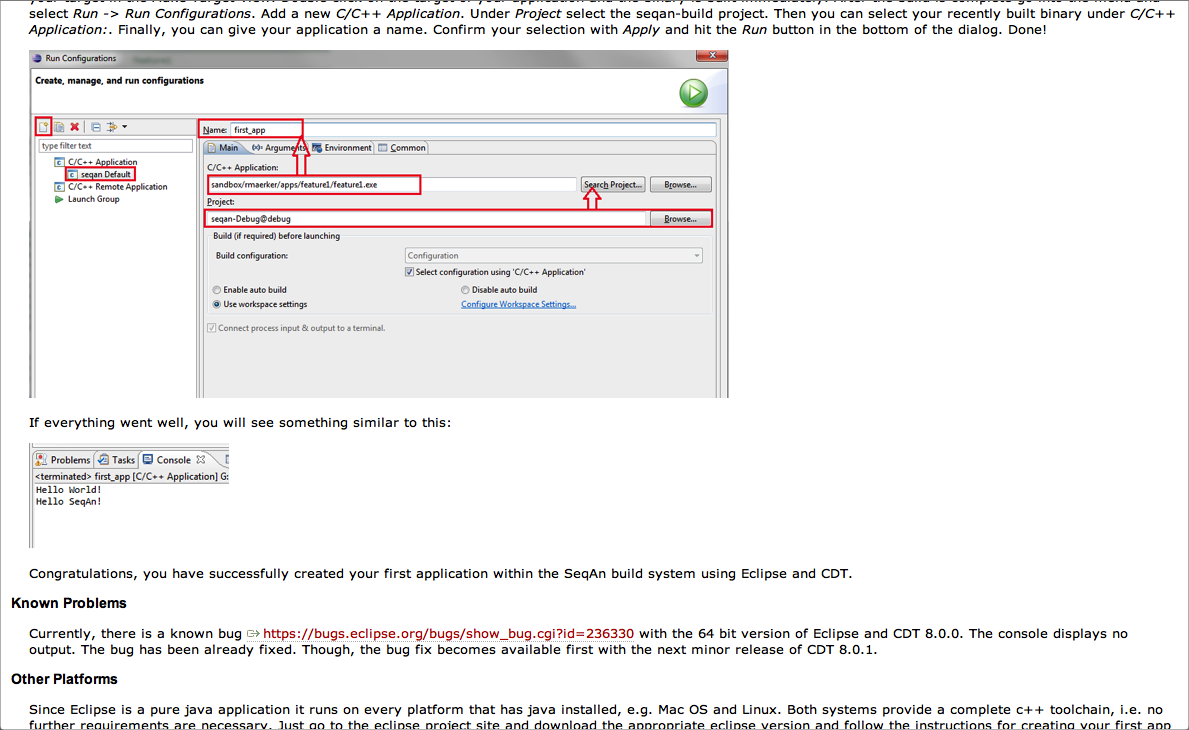 select Run -> Run Configurations. Add a new C/C++ Application. Under Project select the seqan-build project. Then you can select your recently built binary under C/C++
Application:. Finally, you can give your application a name. Confirm your selection with Apply and hit the Run button in the bottom of the dialog. Done!
Run Configurations
Create, manage, and run configurations
Name: first_app
type filter text
Main Arguments Environment Common
C/C++ Application
seqan Default
C/C++ Remote Application
Launch Group
C/C++ Application:
sandbox/rmaerker/apps/feature1/feature1.exe Search Project... Browse...
Project:
seqan-Debug@debug Browse...
Build (if required) before launching
Build configuration: Configuration
Select configuration using 'C/C++ Application'
Enable auto build Disable auto build
Use workspace settings Configure Workspace Settings...
Connect process input & output to a terminal.
If everything went well, you will see something similar to this:
Problems Tasks Console
<terminated> first_app [C/C++ Application] G:
Hello World!
Hello SeqAn!
Congratulations, you have successfully created your first application within the SeqAn build system using Eclipse and CDT.
Known Problems
Currently, there is a known bug https://bugs.eclipse.org/bugs/show_bug.cgi?id=236330 with the 64 bit version of Eclipse and CDT 8.0.0. The console displays no
output. The bug has been already fixed. Though, the bug fix becomes available first with the next minor release of CDT 8.0.1.
Other Platforms
Since Eclipse is a pure java application it runs on every platform that has java installed, e.g. Mac OS and Linux. Both systems provide a complete c++ toolchain, i.e. no
further requirements are necessary. Just go to the eclipse project site and download the appropriate eclipse version and follow the instructions for creating your first app